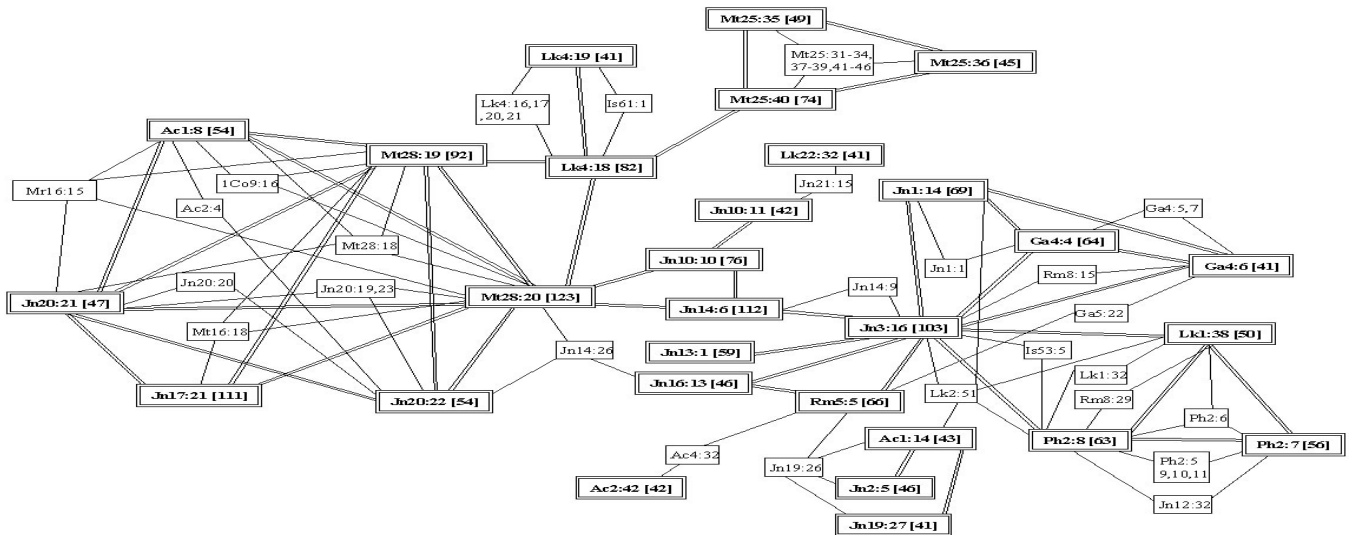 Mt25:35 [49]
Lk4:19 [41]
Mt25:31-34,
37-39,41-46
Mt25:36 [45]
Mt25:40 [74]
Lk4:16,17
,20,21
Is61:1
Ac1:8 [54]
Mt28:19 [92]
Lk4:18 [82]
Lk22:32 [41]
Mr16:15
1Co9:16
Jn21:15
Jn1:14 [69]
Ac2:4
Jn10:11 [42]
Ga4:5,7
Mt28:18
Ga4:4 [64]
Jn10:10 [76]
Jn1:1
Ga4:6 [41]
Jn20:20
Jn20:19,23
Jn14:9
Rm8:15
Jn20:21 [47]
Mt28:20 [123]
Jn14:6 [112]
Ga5:22
Mt16:18
Jn3:16 [103]
Lk1:38 [50]
Jn14:26
Jn13:1 [59]
Is53:5
Lk1:32
Jn16:13 [46]
Jn17:21 [111]
Jn20:22 [54]
Rm5:5 [66]
Lk2:51
Rm8:29
Ph2:6
Ac1:14 [43]
Ph2:8 [63]
Ph2:7 [56]
Ac4:32
Jn19:26
Ph2:5
9,10,11
Ac2:42 [42]
Jn2:5 [46]
Jn12:32
Jn19:27 [41]